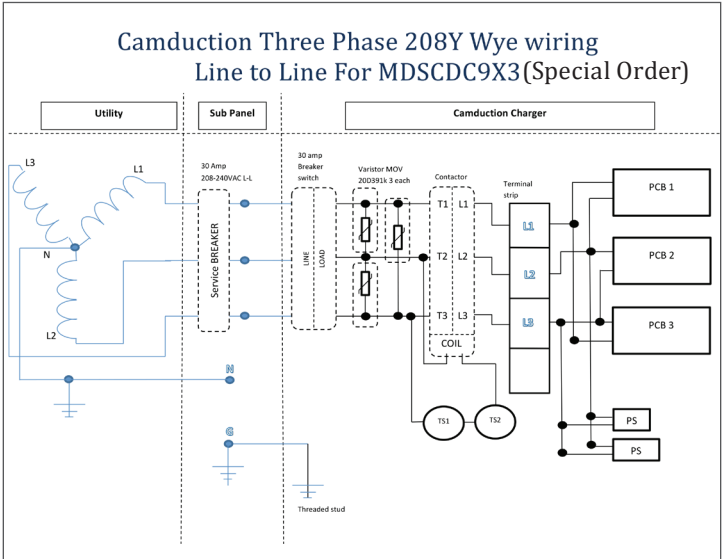 Camduction Three Phase 208Y Wye wiring
Line to Line For MDSCDC9X3(Special Order)
Utility
Sub Panel
Camduction Charger
L3
L1
N
L2
30 Amp
208-240VAC L-L
Service BREAKER
N
G
30 amp
Breaker
switch
LINE
LOAD
Varistor MOV
20D391k 3 each
Contactor
T1 L1
T2 L2
T3 L3
COIL
TS1
TS2
Terminal
strip
L1
L2
L3
PCB 1
PCB 2
PCB 3
PS
PS
Threaded stud